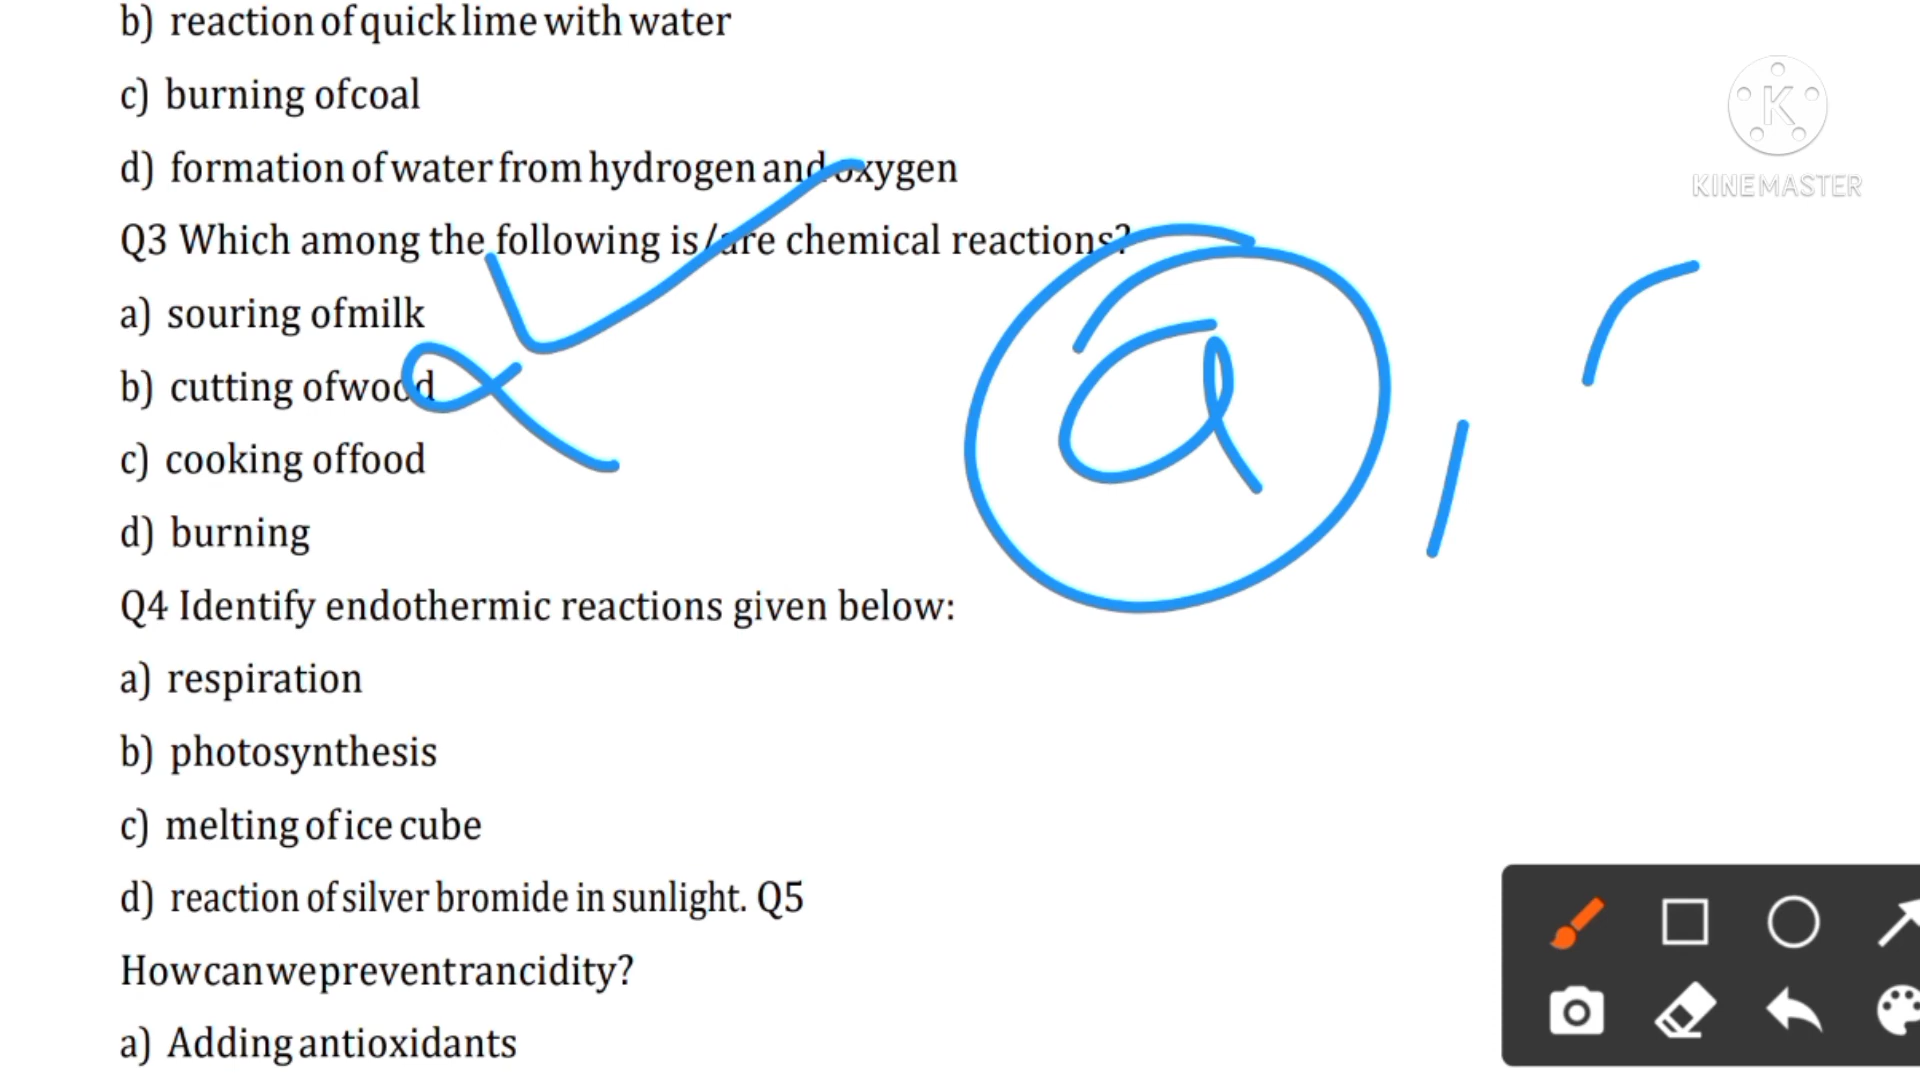 b) reaction of quick lime with water
c) burning ofcoal
d) formation of water from hydrogen and oxygen
Q3 Which among the following is/are chemical reactions?
a) souring ofmilk
b) cutting ofwood
c) cooking offood
d) burning
Q4 Identify endothermic reactions given below:
a) respiration
b) photosynthesis
c) melting of ice cube
d) reaction of silver bromide in sunlight. Q5
Howcanwepreventrancidity?
a) Adding antioxidants
a,
K
KINEMASTER